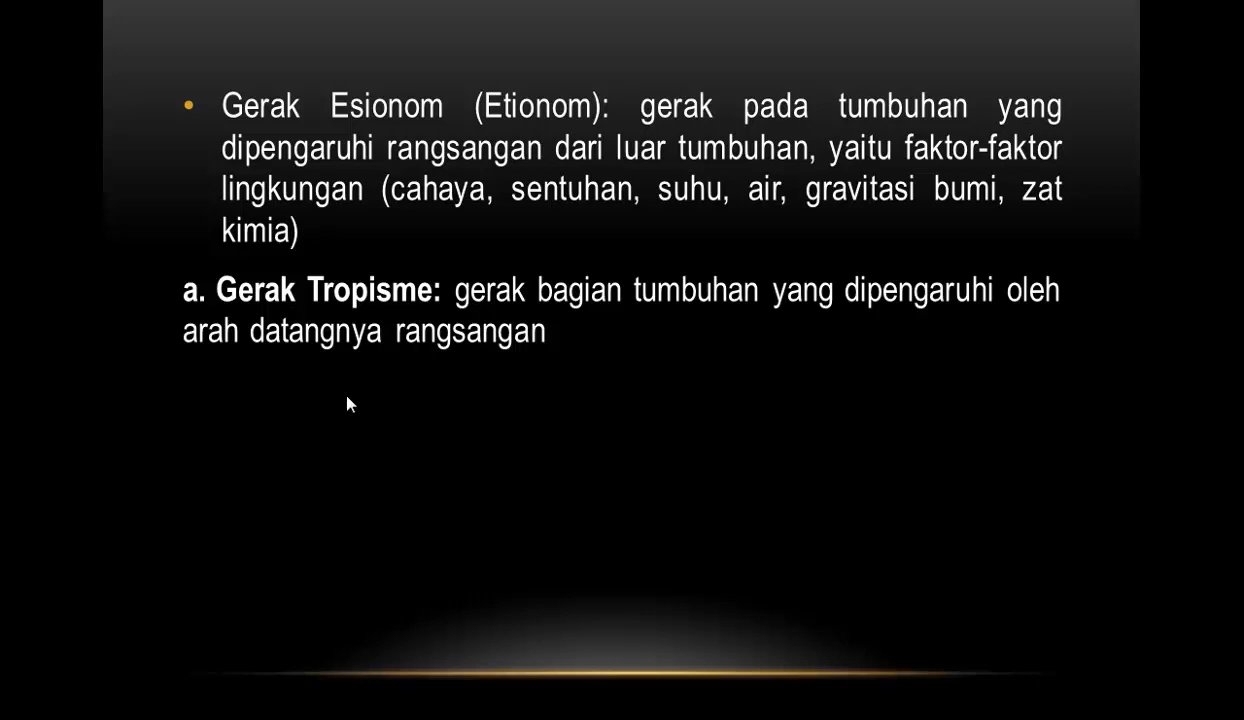 • Gerak Esionom (Etionom): gerak pada tumbuhan yang
dipengaruhi rangsangan dari luar tumbuhan, yaitu faktor-faktor
lingkungan (cahaya, sentuhan, suhu, air, gravitasi bumi, zat
kimia)
a. Gerak Tropisme: gerak bagian tumbuhan yang dipengaruhi oleh
arah datangnya rangsangan